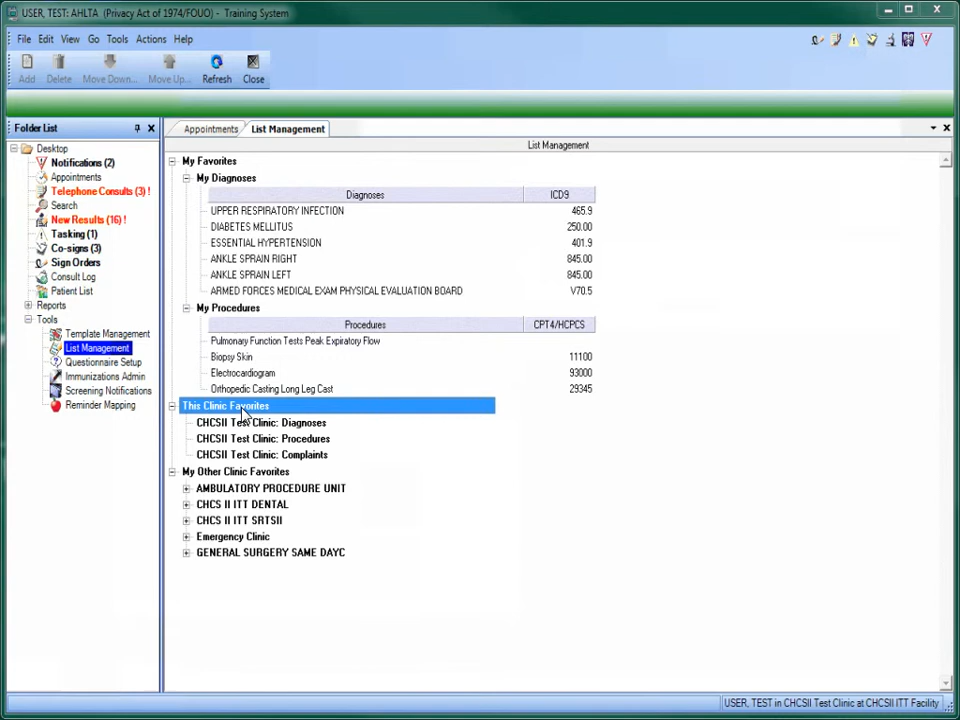 USER, TEST: AHLTA (Privacy Act of 1974/FOUO) - Training System
File Edit View Go Tools Actions Help
Add Delete Move Down... Move Up... Refresh Close
Folder List
Appointments List Management
List Management
Desktop
Notifications (2)
Appointments
Telephone Consults (3) !
Search
New Results (16) !
Tasking (1)
Co-signs (3)
Sign Orders
Consult Log
Patient List
Reports
Tools
Template Management
List Management
Questionnaire Setup
Immunizations Admin
Screening Notifications
Reminder Mapping
My Favorites
My Diagnoses
Diagnoses ICD9
UPPER RESPIRATORY INFECTION 465.9
DIABETES MELLITUS 250.00
ESSENTIAL HYPERTENSION 401.9
ANKLE SPRAIN RIGHT 845.00
ANKLE SPRAIN LEFT 845.00
ARMED FORCES MEDICAL EXAM PHYSICAL EVALUATION BOARD V70.5
My Procedures
Procedures CPT4/HCPCS
Pulmonary Function Tests Peak Expiratory Flow
Biopsy Skin 11100
Electrocardiogram 93000
Orthopedic Casting Long Leg Cast 29345
This Clinic Favorites
CHCSII Test Clinic: Diagnoses
CHCSII Test Clinic: Procedures
CHCSII Test Clinic: Complaints
My Other Clinic Favorites
AMBULATORY PROCEDURE UNIT
CHCS II ITT DENTAL
CHCS II ITT SRTSII
Emergency Clinic
GENERAL SURGERY SAME DAYC
USER, TEST in CHCSII Test Clinic at CHCSII ITT Facility